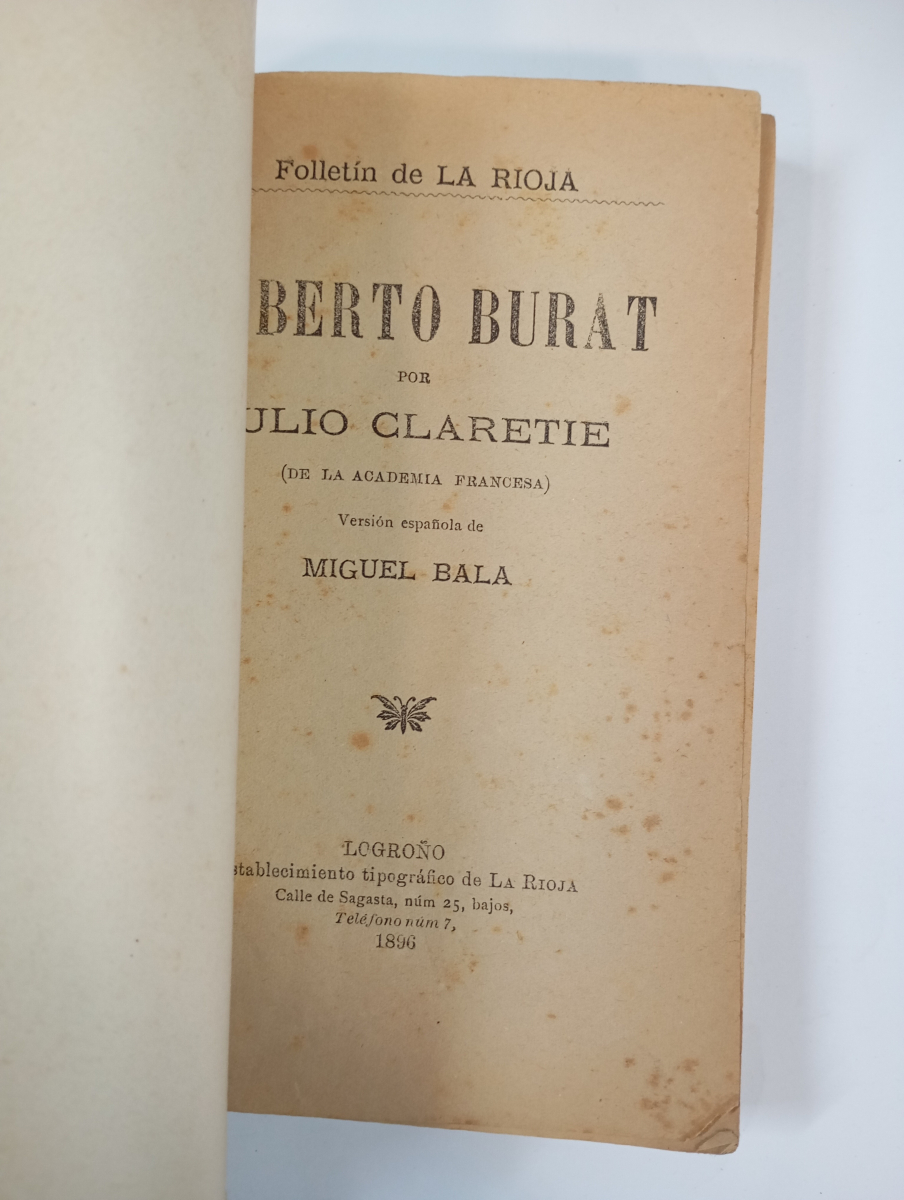 Folletín de LA RIOJA
BERTO BURAT
POR
ULIO CLARETIE
(DE LA ACADEMIA FRANCESA)
Versión española de
MIGUEL BALA
LOGROÑO
stablecimiento tipográfico de LA RIOJA
Calle de Sagasta, núm 25, bajos,
Teléfono núm 7,
1896